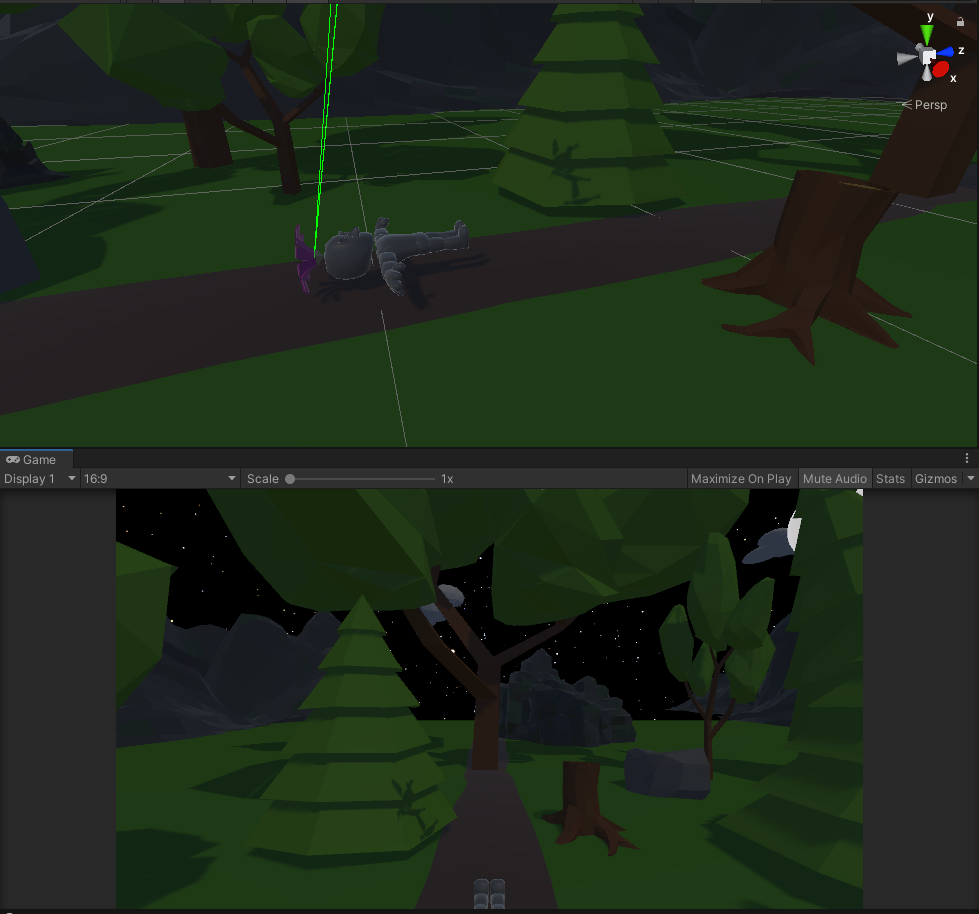 y
z
x
Persp
Game
Display 1 16:9 Scale 1x Maximize On Play Mute Audio Stats Gizmos